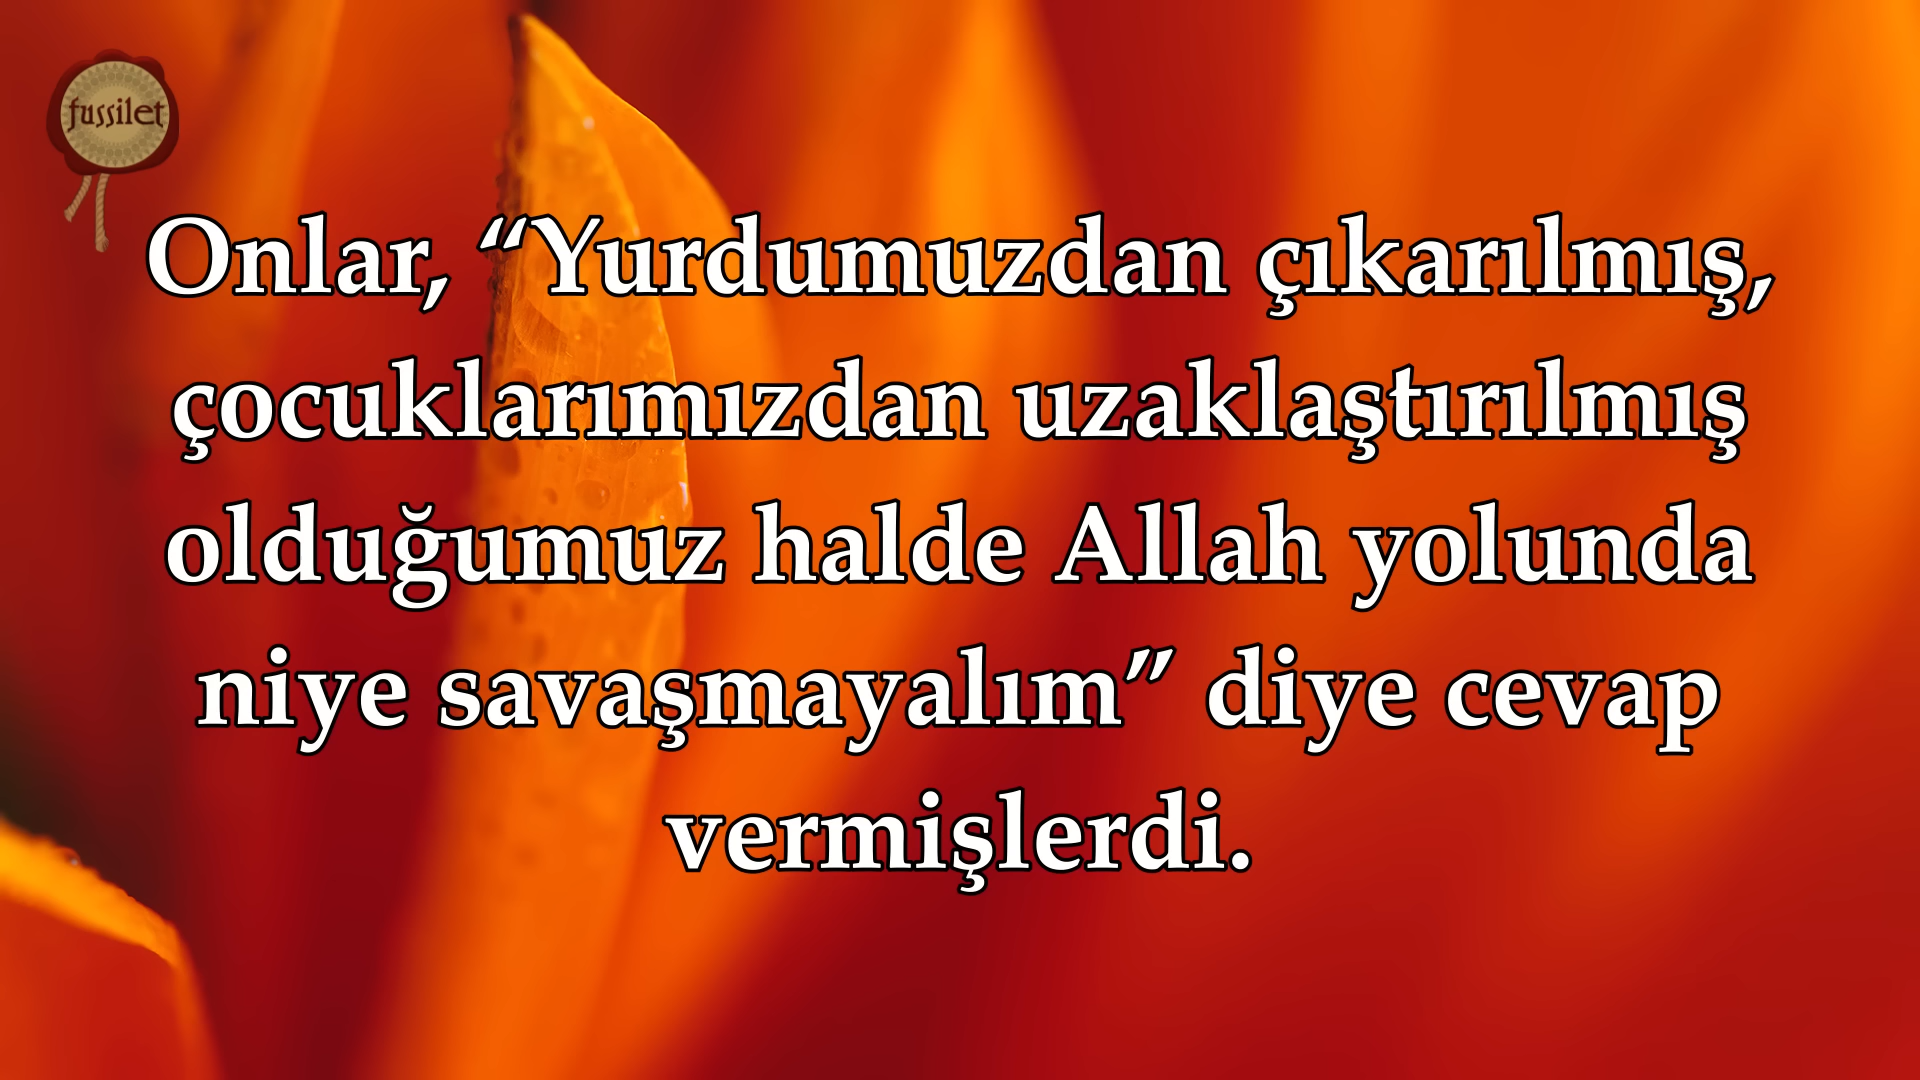 fussilet
Onlar, “Yurdumuzdan çıkarılmış,
çocuklarımızdan uzaklaştırılmış
olduğumuz halde Allah yolunda
niye savaşmayalım” diye cevap
vermişlerdi.